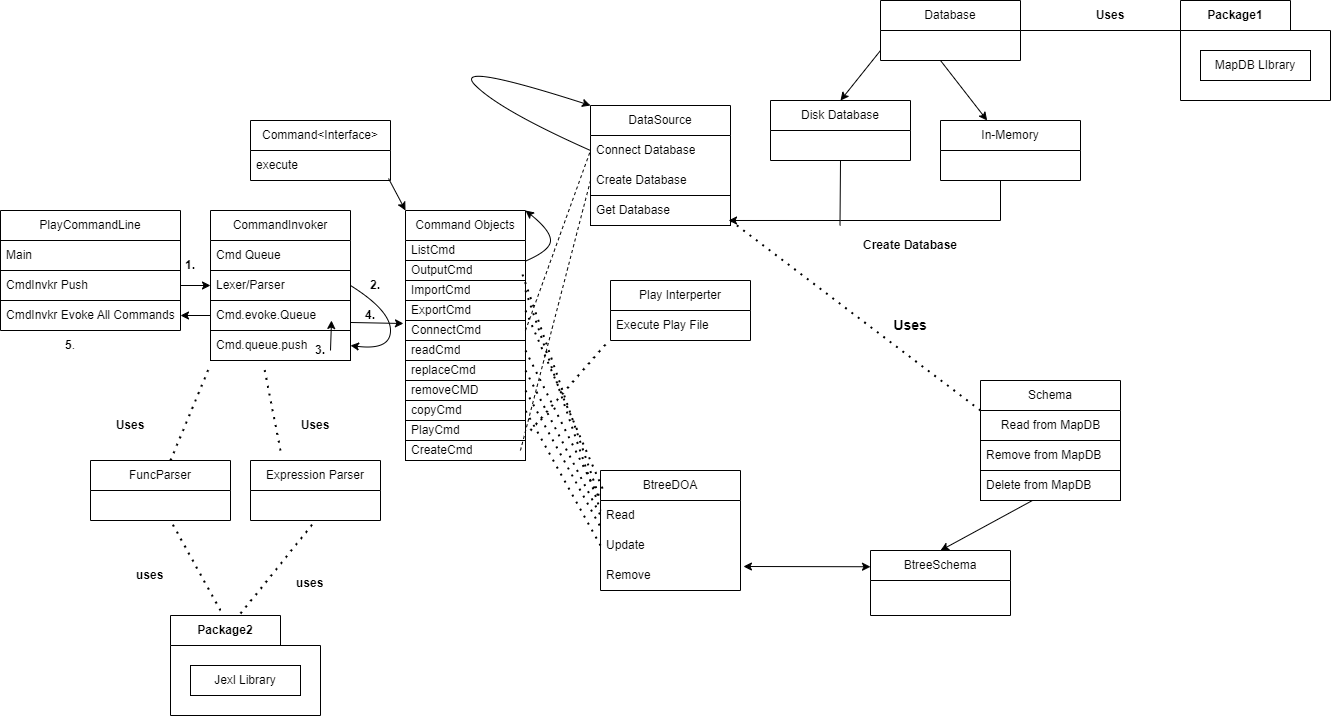 Database
Uses
Package1
MapDB LIbrary
Disk Database
In-Memory
DataSource
Connect Database
Create Database
Get Database
Create Database
Command<Interface>
execute
PlayCommandLine
Main
CmdInvkr Push
CmdInvkr Evoke All Commands
5.
1.
CommandInvoker
Cmd Queue
Lexer/Parser
Cmd.evoke.Queue
Cmd.queue.push
2.
3.
4.
Command Objects
ListCmd
OutputCmd
ImportCmd
ExportCmd
ConnectCmd
readCmd
replaceCmd
removeCMD
copyCmd
PlayCmd
CreateCmd
Play Interperter
Execute Play File
Uses
Schema
Read from MapDB
Remove from MapDB
Delete from MapDB
Uses
Uses
FuncParser
Expression Parser
BtreeDOA
Read
Update
Remove
BtreeSchema
uses
uses
Package2
Jexl Library